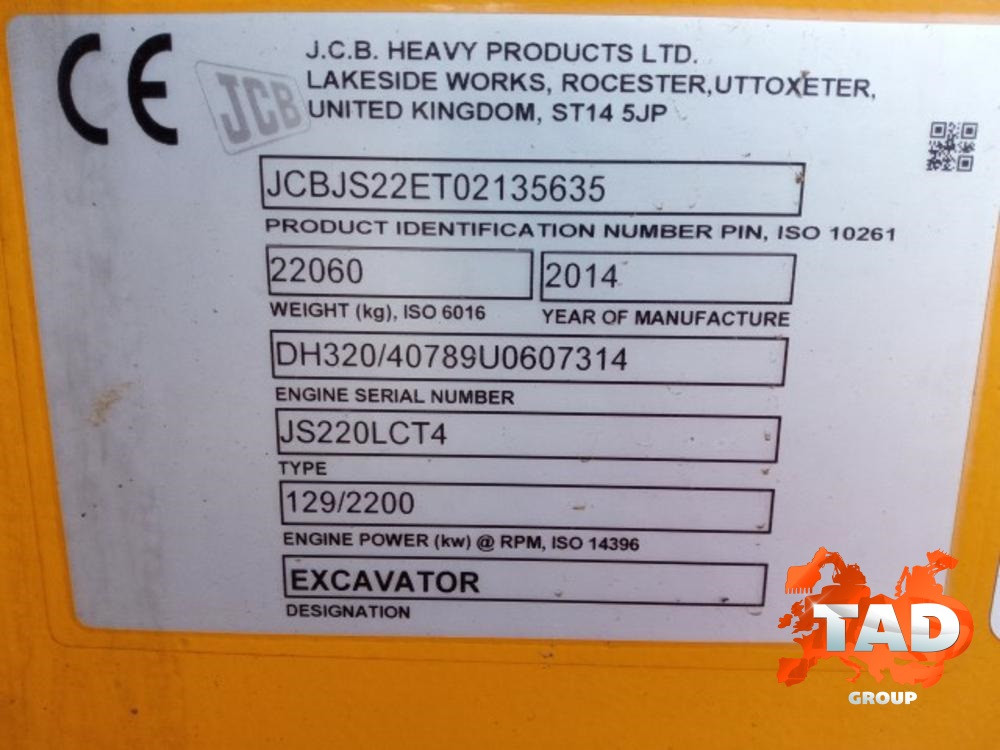 CE
JCB
J.C.B. HEAVY PRODUCTS LTD.
LAKESIDE WORKS, ROCESTER,UTTOXETER,
UNITED KINGDOM, ST14 5JP
JCBJS22ET02135635
PRODUCT IDENTIFICATION NUMBER PIN, ISO 10261
22060
WEIGHT (kg), ISO 6016
2014
YEAR OF MANUFACTURE
DH320/40789U0607314
ENGINE SERIAL NUMBER
JS220LCT4
TYPE
129/2200
ENGINE POWER (kw) @ RPM, ISO 14396
EXCAVATOR
DESIGNATION
TAD
GROUP